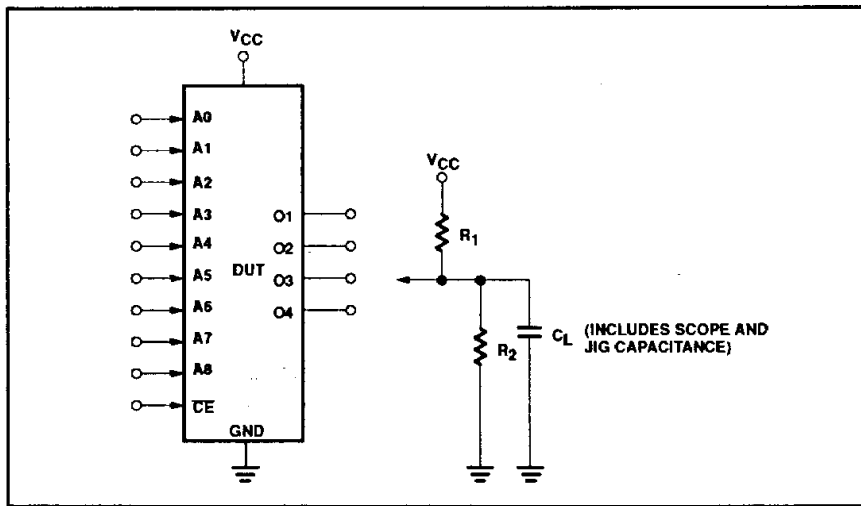 VCC
A0
A1
A2
A3
A4
A5
A6
A7
A8
CE
DUT
O1
O2
O3
O4
GND
VCC
R1
R2
CL (INCLUDES SCOPE AND
JIG CAPACITANCE)